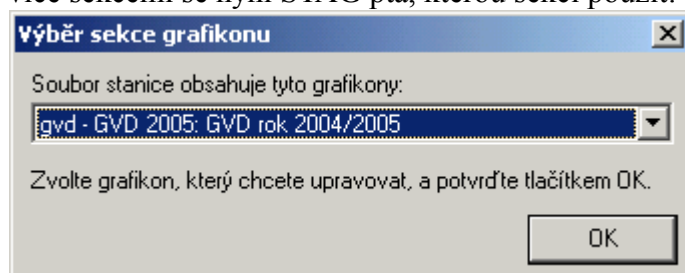 Výběr sekce grafikonu
Soubor stanice obsahuje tyto grafikony:
gvd - GVD 2005: GVD rok 2004/2005
Zvolte grafikon, který chcete upravovat, a potvrďte tlačítkem OK.
OK